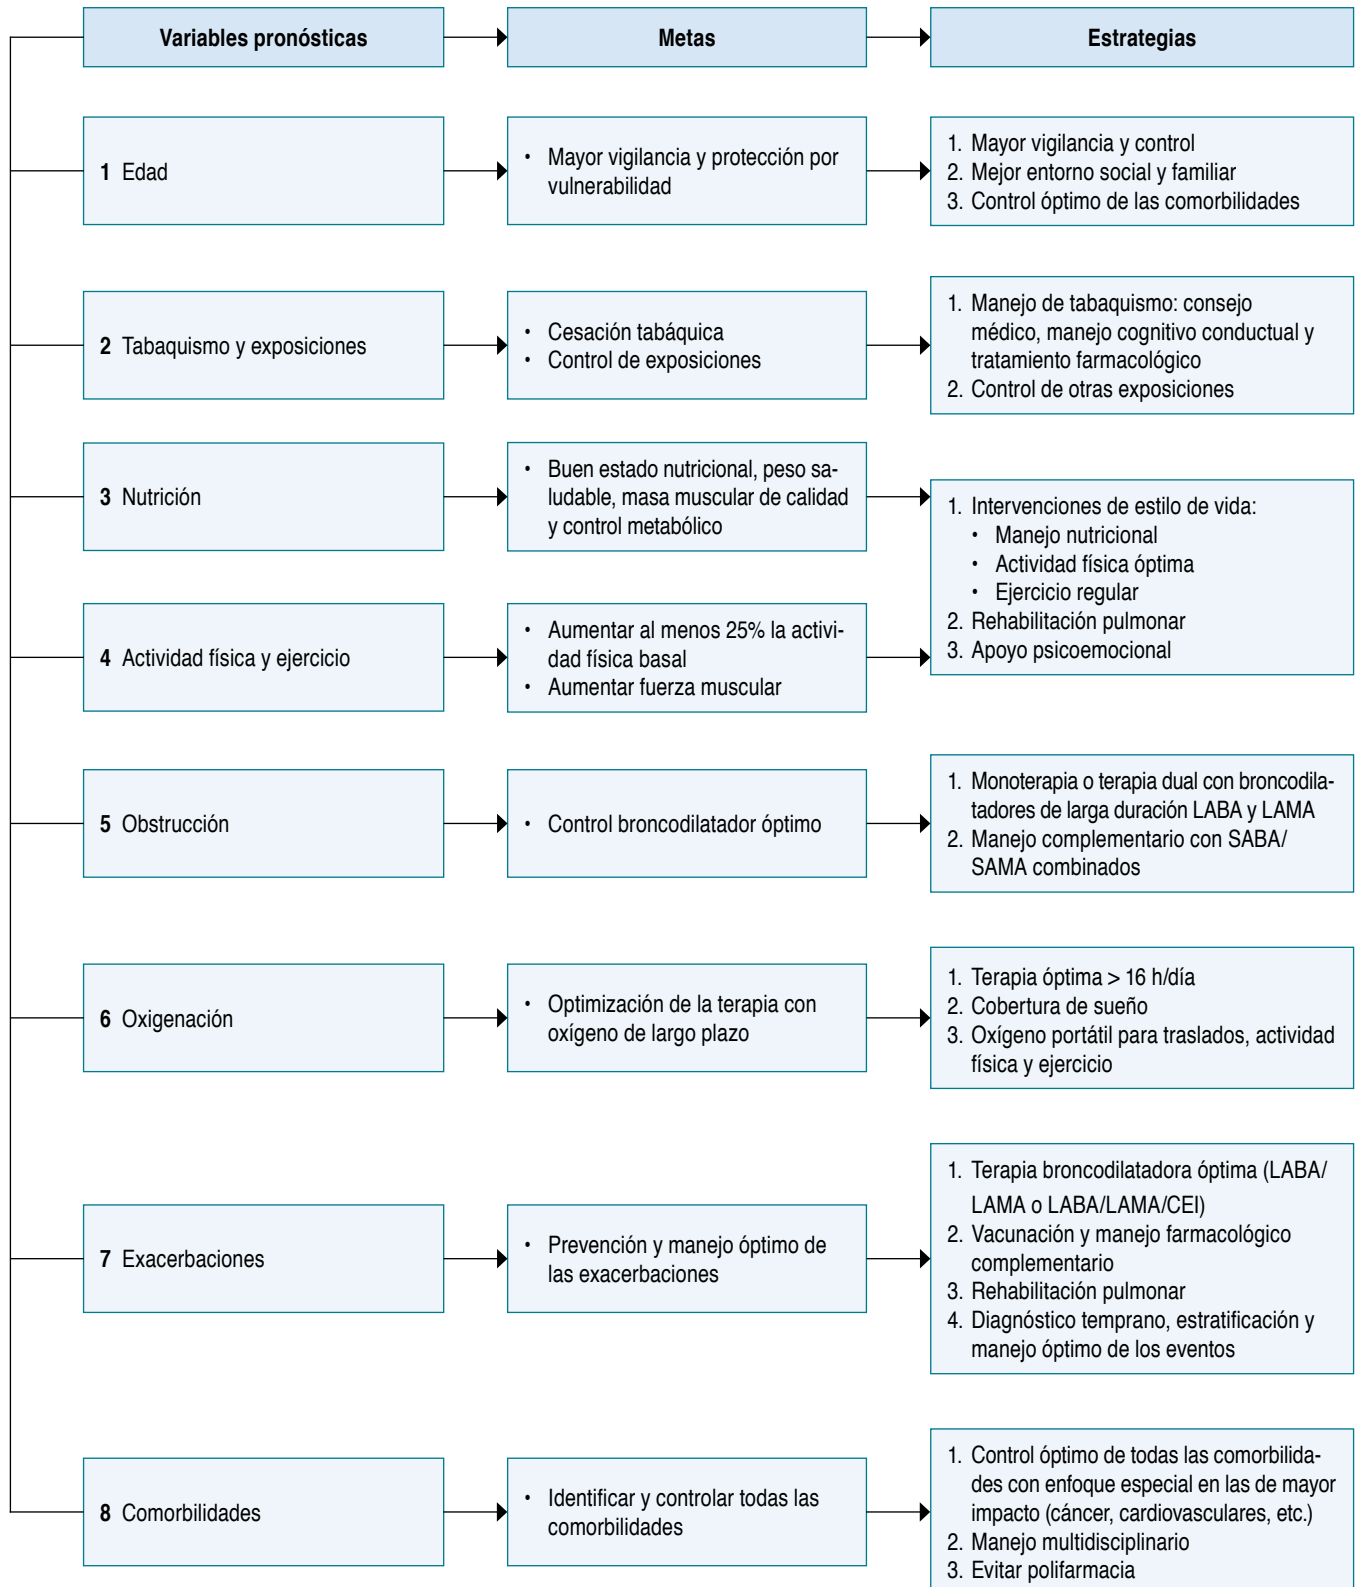 Variables pronósticas
Metas
Estrategias
1 Edad
• Mayor vigilancia y protección por
vulnerabilidad
1. Mayor vigilancia y control
2. Mejor entorno social y familiar
3. Control óptimo de las comorbilidades
2 Tabaquismo y exposiciones
• Cesación tabáquica
• Control de exposiciones
1. Manejo de tabaquismo: consejo
médico, manejo cognitivo conductual y
tratamiento farmacológico
2. Control de otras exposiciones
3 Nutrición
• Buen estado nutricional, peso sa-
ludable, masa muscular de calidad
y control metabólico
4 Actividad física y ejercicio
• Aumentar al menos 25% la activi-
dad física basal
• Aumentar fuerza muscular
1. Intervenciones de estilo de vida:
• Manejo nutricional
• Actividad física óptima
• Ejercicio regular
2. Rehabilitación pulmonar
3. Apoyo psicoemocional
5 Obstrucción
• Control broncodilatador óptimo
1. Monoterapia o terapia dual con broncodila-
tadores de larga duración LABA y LAMA
2. Manejo complementario con SABA/
SAMA combinados
6 Oxigenación
• Optimización de la terapia con
oxígeno de largo plazo
1. Terapia óptima > 16 h/día
2. Cobertura de sueño
3. Oxígeno portátil para traslados, actividad
física y ejercicio
7 Exacerbaciones
• Prevención y manejo óptimo de
las exacerbaciones
1. Terapia broncodilatadora óptima (LABA/
LAMA o LABA/LAMA/CEI)
2. Vacunación y manejo farmacológico
complementario
3. Rehabilitación pulmonar
4. Diagnóstico temprano, estratificación y
manejo óptimo de los eventos
8 Comorbilidades
• Identificar y controlar todas las
comorbilidades
1. Control óptimo de todas las comorbilida-
des con enfoque especial en las de mayor
impacto (cáncer, cardiovasculares, etc.)
2. Manejo multidisciplinario
3. Evitar polifarmacia